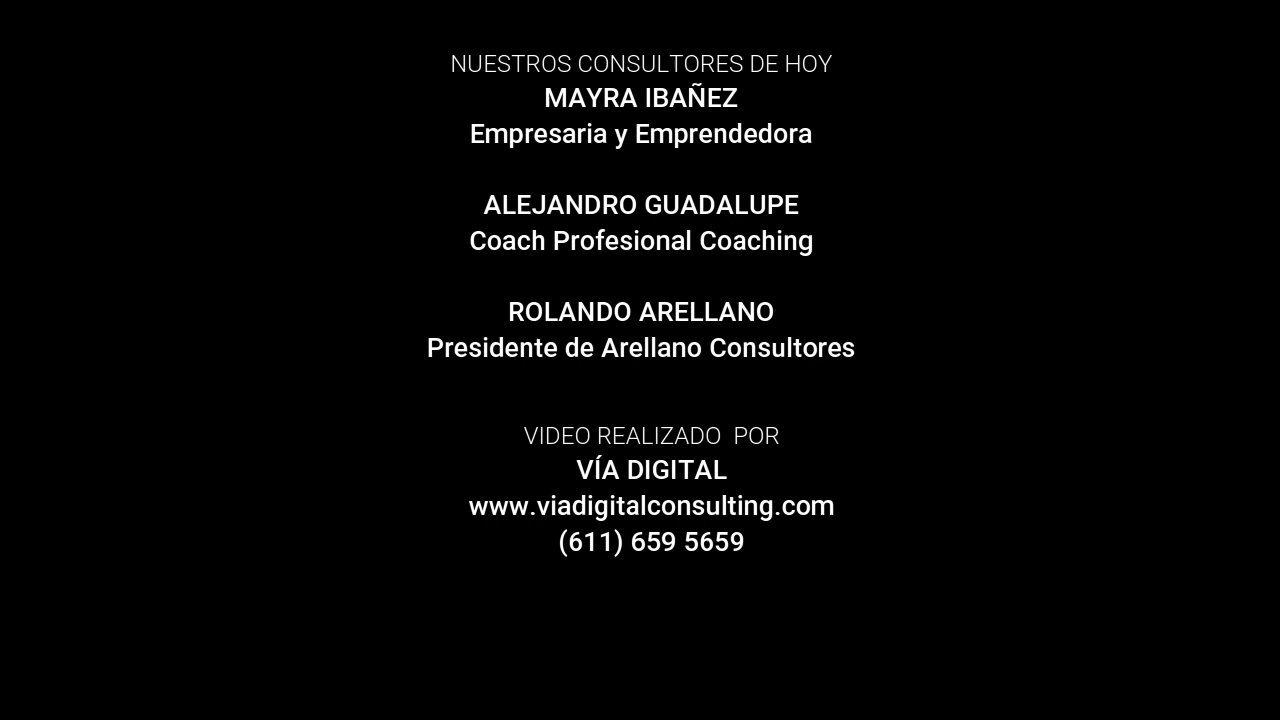 NUESTROS CONSULTORES DE HOY
MAYRA IBAÑEZ
Empresaria y Emprendedora
ALEJANDRO GUADALUPE
Coach Profesional Coaching
ROLANDO ARELLANO
Presidente de Arellano Consultores
VIDEO REALIZADO  POR
VÍA DIGITAL
www.viadigitalconsulting.com
(611) 659 5659